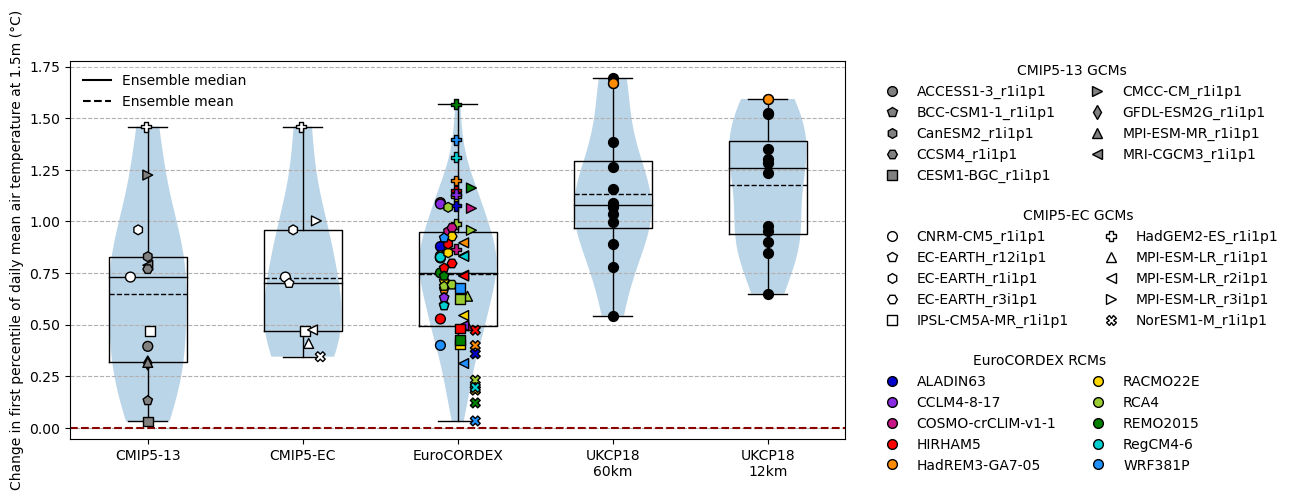 Change in first percentile of daily mean air temperature at 1.5m (°C)
1.75
1.50
1.25
1.00
0.75
0.50
0.25
0.00
Ensemble median
Ensemble mean
CMIP5-13
CMIP5-EC
EuroCORDEX
UKCP18
60km
UKCP18
12km
CMIP5-13 GCMs
ACCESS1-3_r1i1p1
BCC-CSM1-1_r1i1p1
CanESM2_r1i1p1
CCSM4_r1i1p1
CESM1-BGC_r1i1p1
CMCC-CM_r1i1p1
GFDL-ESM2G_r1i1p1
MPI-ESM-MR_r1i1p1
MRI-CGCM3_r1i1p1
CMIP5-EC GCMs
CNRM-CM5_r1i1p1
EC-EARTH_r12i1p1
EC-EARTH_r1i1p1
EC-EARTH_r3i1p1
IPSL-CM5A-MR_r1i1p1
HadGEM2-ES_r1i1p1
MPI-ESM-LR_r1i1p1
MPI-ESM-LR_r2i1p1
MPI-ESM-LR_r3i1p1
NorESM1-M_r1i1p1
EuroCORDEX RCMs
ALADIN63
CCLM4-8-17
COSMO-crCLIM-v1-1
HIRHAM5
HadREM3-GA7-05
RACMO22E
RCA4
REMO2015
RegCM4-6
WRF381P